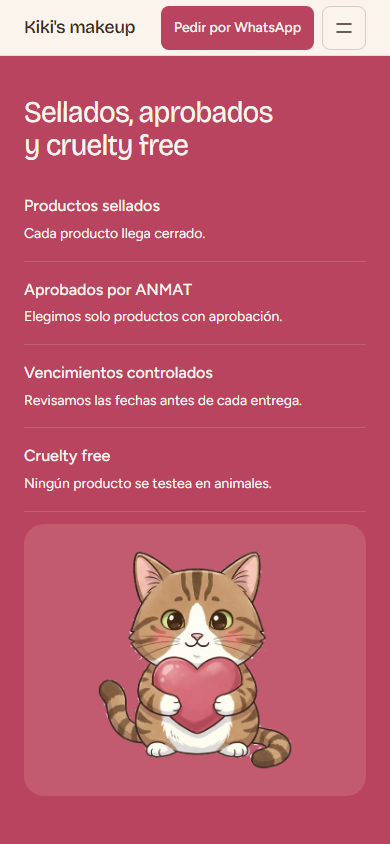 Kiki's makeup
Pedir por WhatsApp
Sellados, aprobados
y cruelty free
Productos sellados
Cada producto llega cerrado.
Aprobados por ANMAT
Elegimos solo productos con aprobación.
Vencimientos controlados
Revisamos las fechas antes de cada entrega.
Cruelty free
Ningún producto se testea en animales.